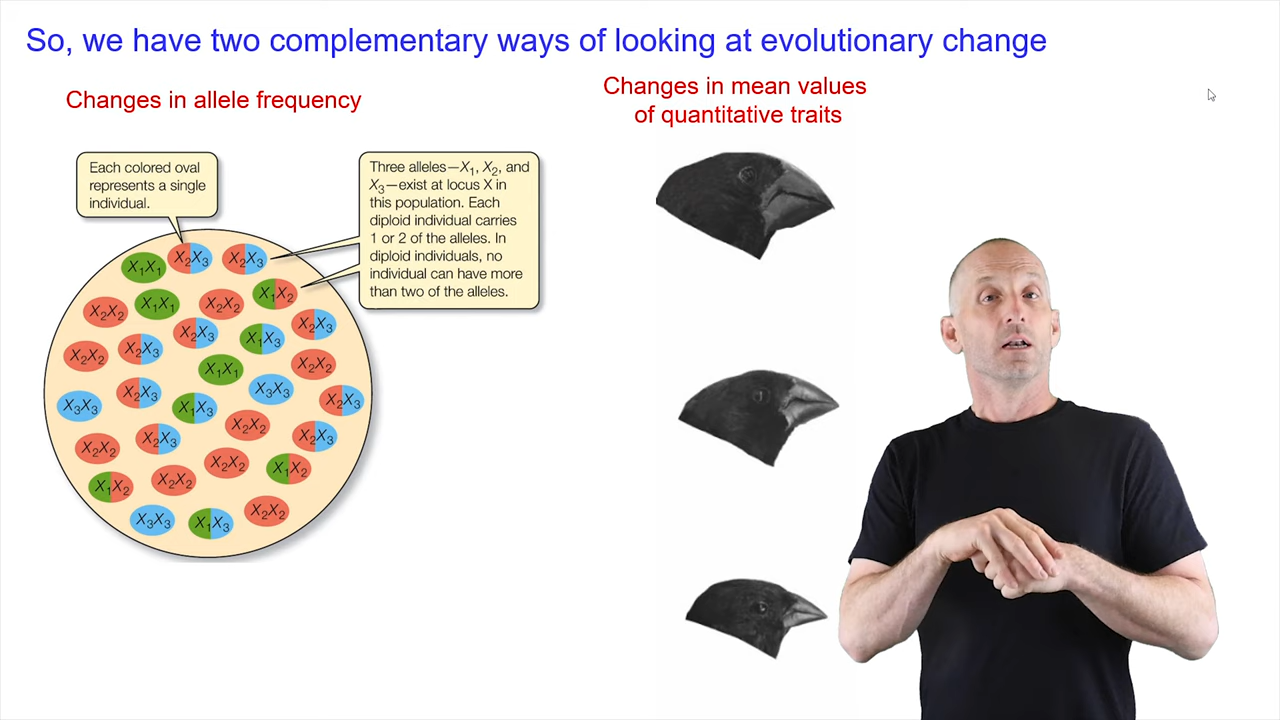 So, we have two complementary ways of looking at evolutionary change
Changes in allele frequency
Changes in mean values
of quantitative traits
Each colored oval
represents a single
individual.
Three alleles—X₁, X₂, and
X₃—exist at locus X in
this population. Each
diploid individual carries
1 or 2 of the alleles. In
diploid individuals, no
individual can have more
than two of the alleles.
X₁X₁
X₂X₃
X₂X₃
X₁X₂
X₂X₂
X₁X₁
X₂X₂
X₂X₃
X₂X₃
X₁X₃
X₂X₂
X₂X₃
X₁X₁
X₂X₂
X₃X₃
X₂X₃
X₁X₃
X₃X₃
X₂X₃
X₂X₂
X₂X₃
X₂X₂
X₂X₃
X₁X₂
X₂X₂
X₂X₂
X₁X₂
X₃X₃
X₁X₃
X₂X₂